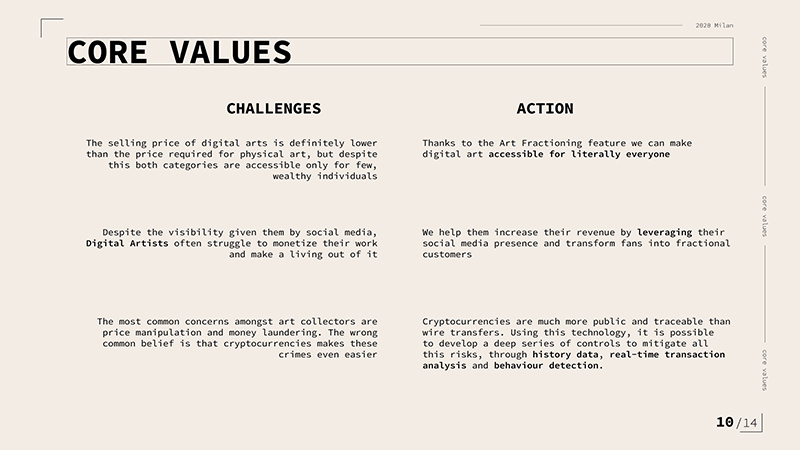 2020 Milan
CORE VALUES
CHALLENGES
The selling price of digital arts is definitely lower
than the price required for physical art, but despite
this both categories are accessible only for few,
wealthy individuals
Despite the visibility given them by social media,
Digital Artists often struggle to monetize their work
and make a living out of it
The most common concerns amongst art collectors are
price manipulation and money laundering. The wrong
common belief is that cryptocurrencies makes these
crimes even easier
ACTION
Thanks to the Art Fractioning feature we can make
digital art accessible for literally everyone
We help them increase their revenue by leveraging their
social media presence and transform fans into fractional
customers
Cryptocurrencies are much more public and traceable than
wire transfers. Using this technology, it is possible
to develop a deep series of controls to mitigate all
this risks, through history data, real-time transaction
analysis and behaviour detection.
core values
core values
core values
10/14